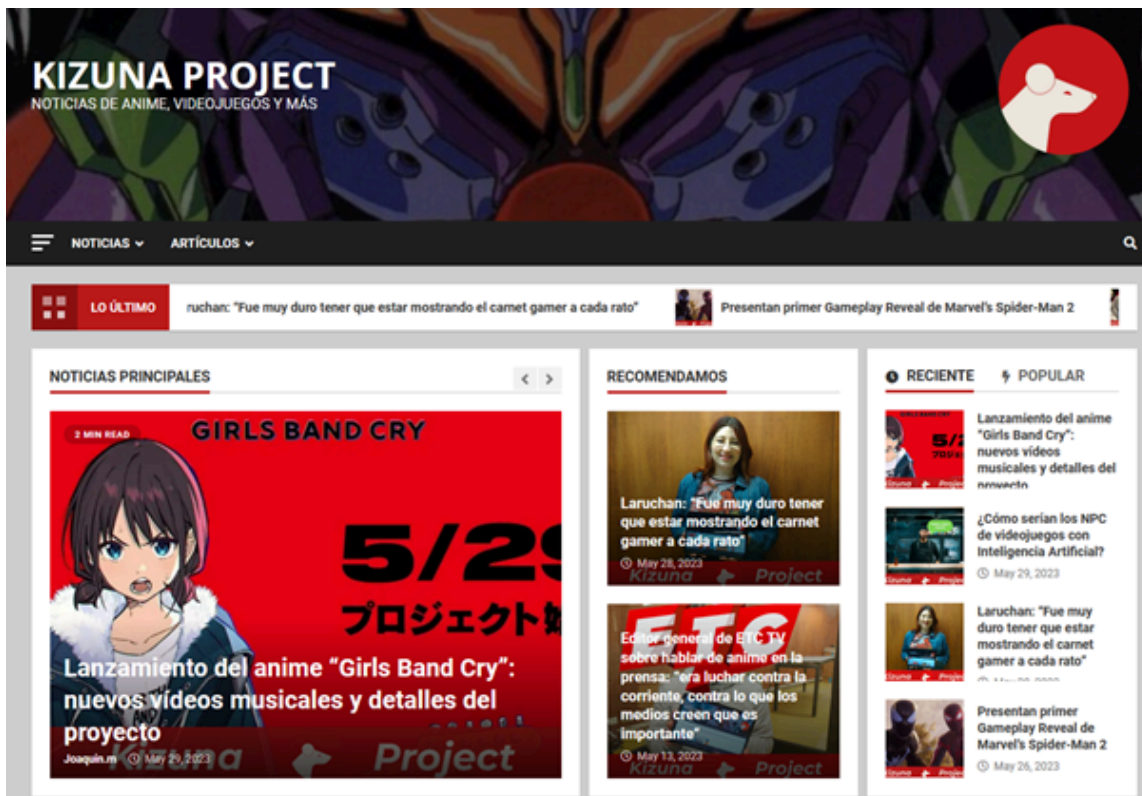 KIZUNA PROJECT
NOTICIAS DE ANIME, VIDEOJUEGOS Y MÁS
NOTICIAS
ARTÍCULOS
LO ÚLTIMO
ruchan: “Fue muy duro tener que estar mostrando el carnet gamer a cada rato”
Presentan primer Gameplay Reveal de Marvel's Spider-Man 2
NOTICIAS PRINCIPALES
2 MIN READ
GIRLS BAND CRY
5/29
プロジェクト
Lanzamiento del anime “Girls Band Cry”:
nuevos vídeos musicales y detalles del
proyecto
Joaquin.m May 29, 2023
Kizuna Project
RECOMENDAMOS
Laruchan: “Fue muy duro tener
que estar mostrando el carnet
gamer a cada rato”
May 28, 2023
Kizuna Project
ETC
Editor general de ETC TV
sobre hablar de anime en la
prensa: “era luchar contra la
corriente, contra lo que los
medios creen que es
importante”
May 13, 2023
Kizuna Project
RECIENTE
POPULAR
Lanzamiento del anime
“Girls Band Cry”:
nuevos vídeos
musicales y detalles del
proyecto
¿Cómo serían los NPC
de videojuegos con
Inteligencia Artificial?
May 29, 2023
Laruchan: “Fue muy
duro tener que estar
mostrando el carnet
gamer a cada rato”
Presentan primer
Gameplay Reveal de
Marvel's Spider-Man 2
May 26, 2023